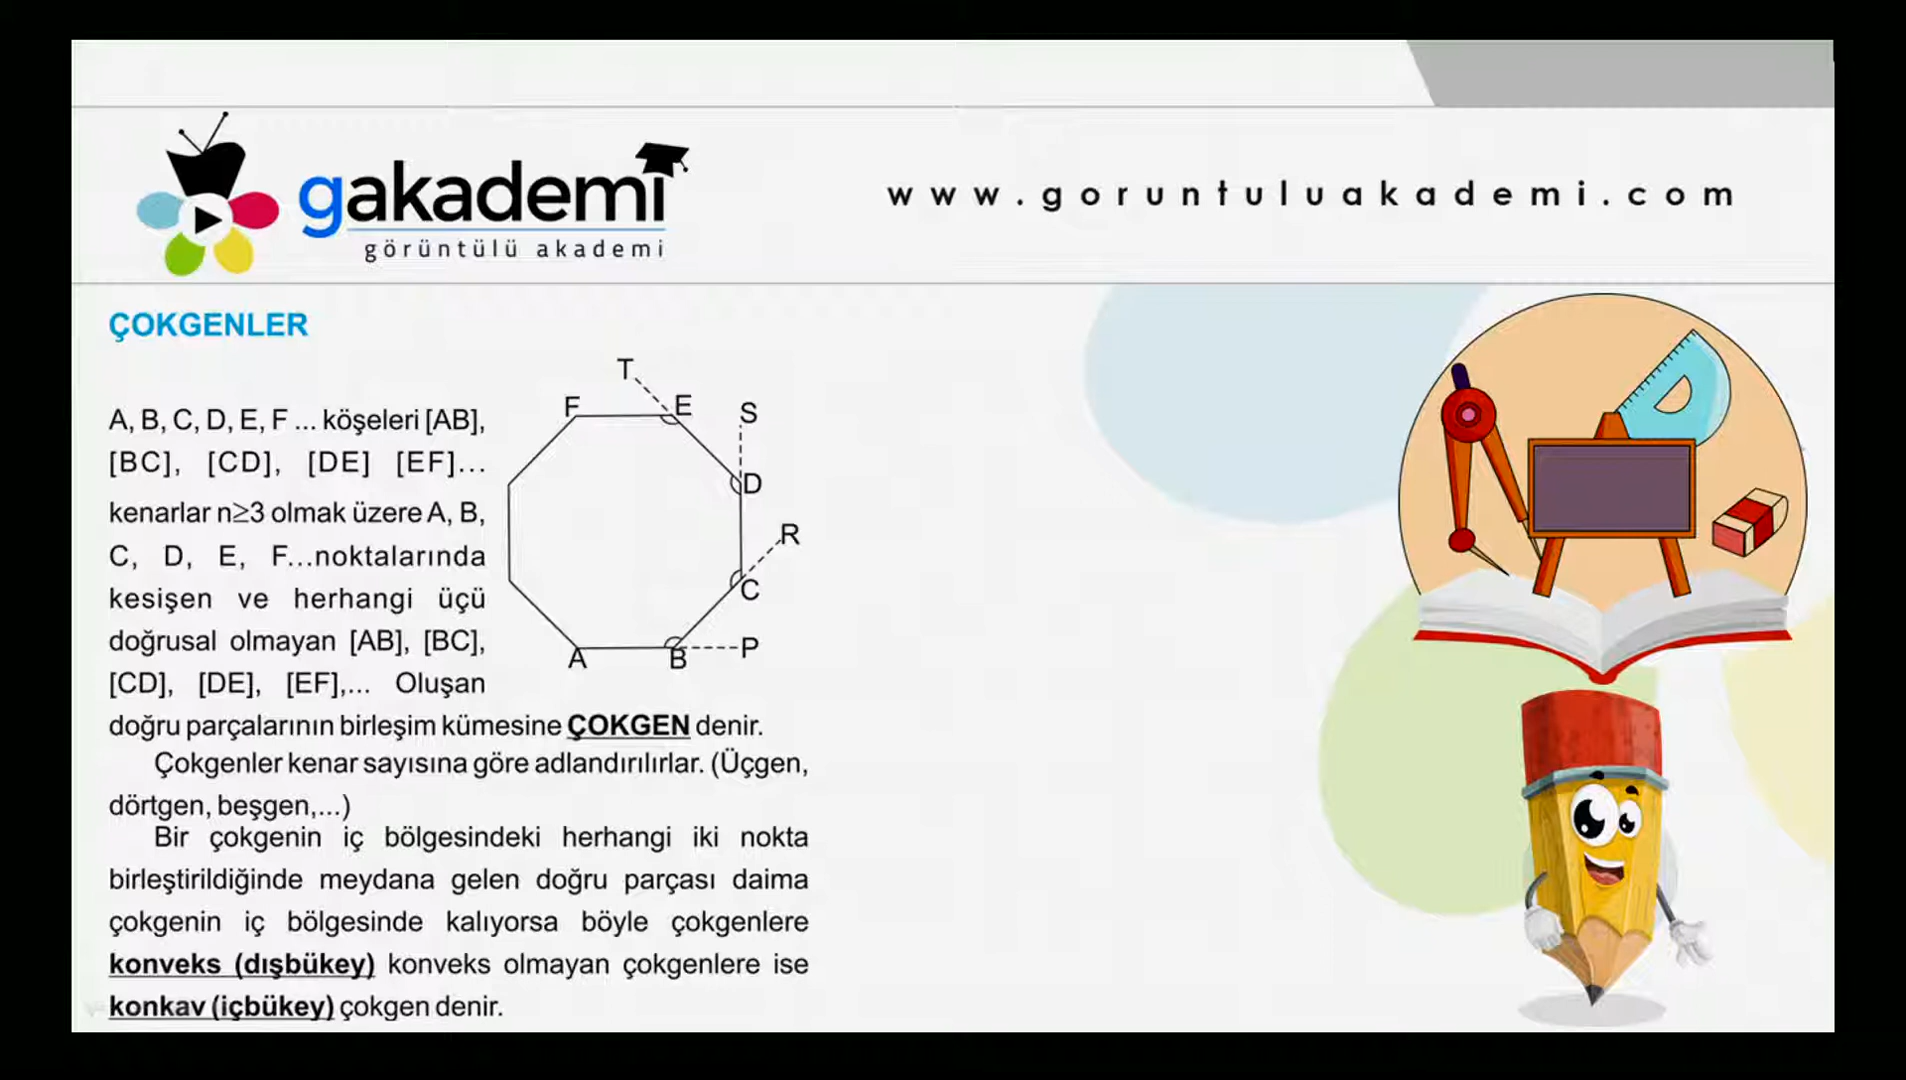 gakademi
görüntülü akademi
www.goruntuluakademi.com
ÇOKGENLER
A, B, C, D, E, F ... köşeleri [AB],
[BC], [CD], [DE] [EF]...
kenarlar n≥3 olmak üzere A, B,
C, D, E, F...noktalarında
kesişen ve herhangi üçü
doğrusal olmayan [AB], [BC],
[CD], [DE], [EF],... Oluşan
doğru parçalarının birleşim kümesine ÇOKGEN denir.
Çokgenler kenar sayısına göre adlandırılırlar. (Üçgen,
dörtgen, beşgen,...)
Bir çokgenin iç bölgesindeki herhangi iki nokta
birleştirildiğinde meydana gelen doğru parçası daima
çokgenin iç bölgesinde kalıyorsa böyle çokgenlere
konveks (dışbükey) konveks olmayan çokgenlere ise
konkav (içbükey) çokgen denir.
T
F
E
S
D
R
C
A
B
P